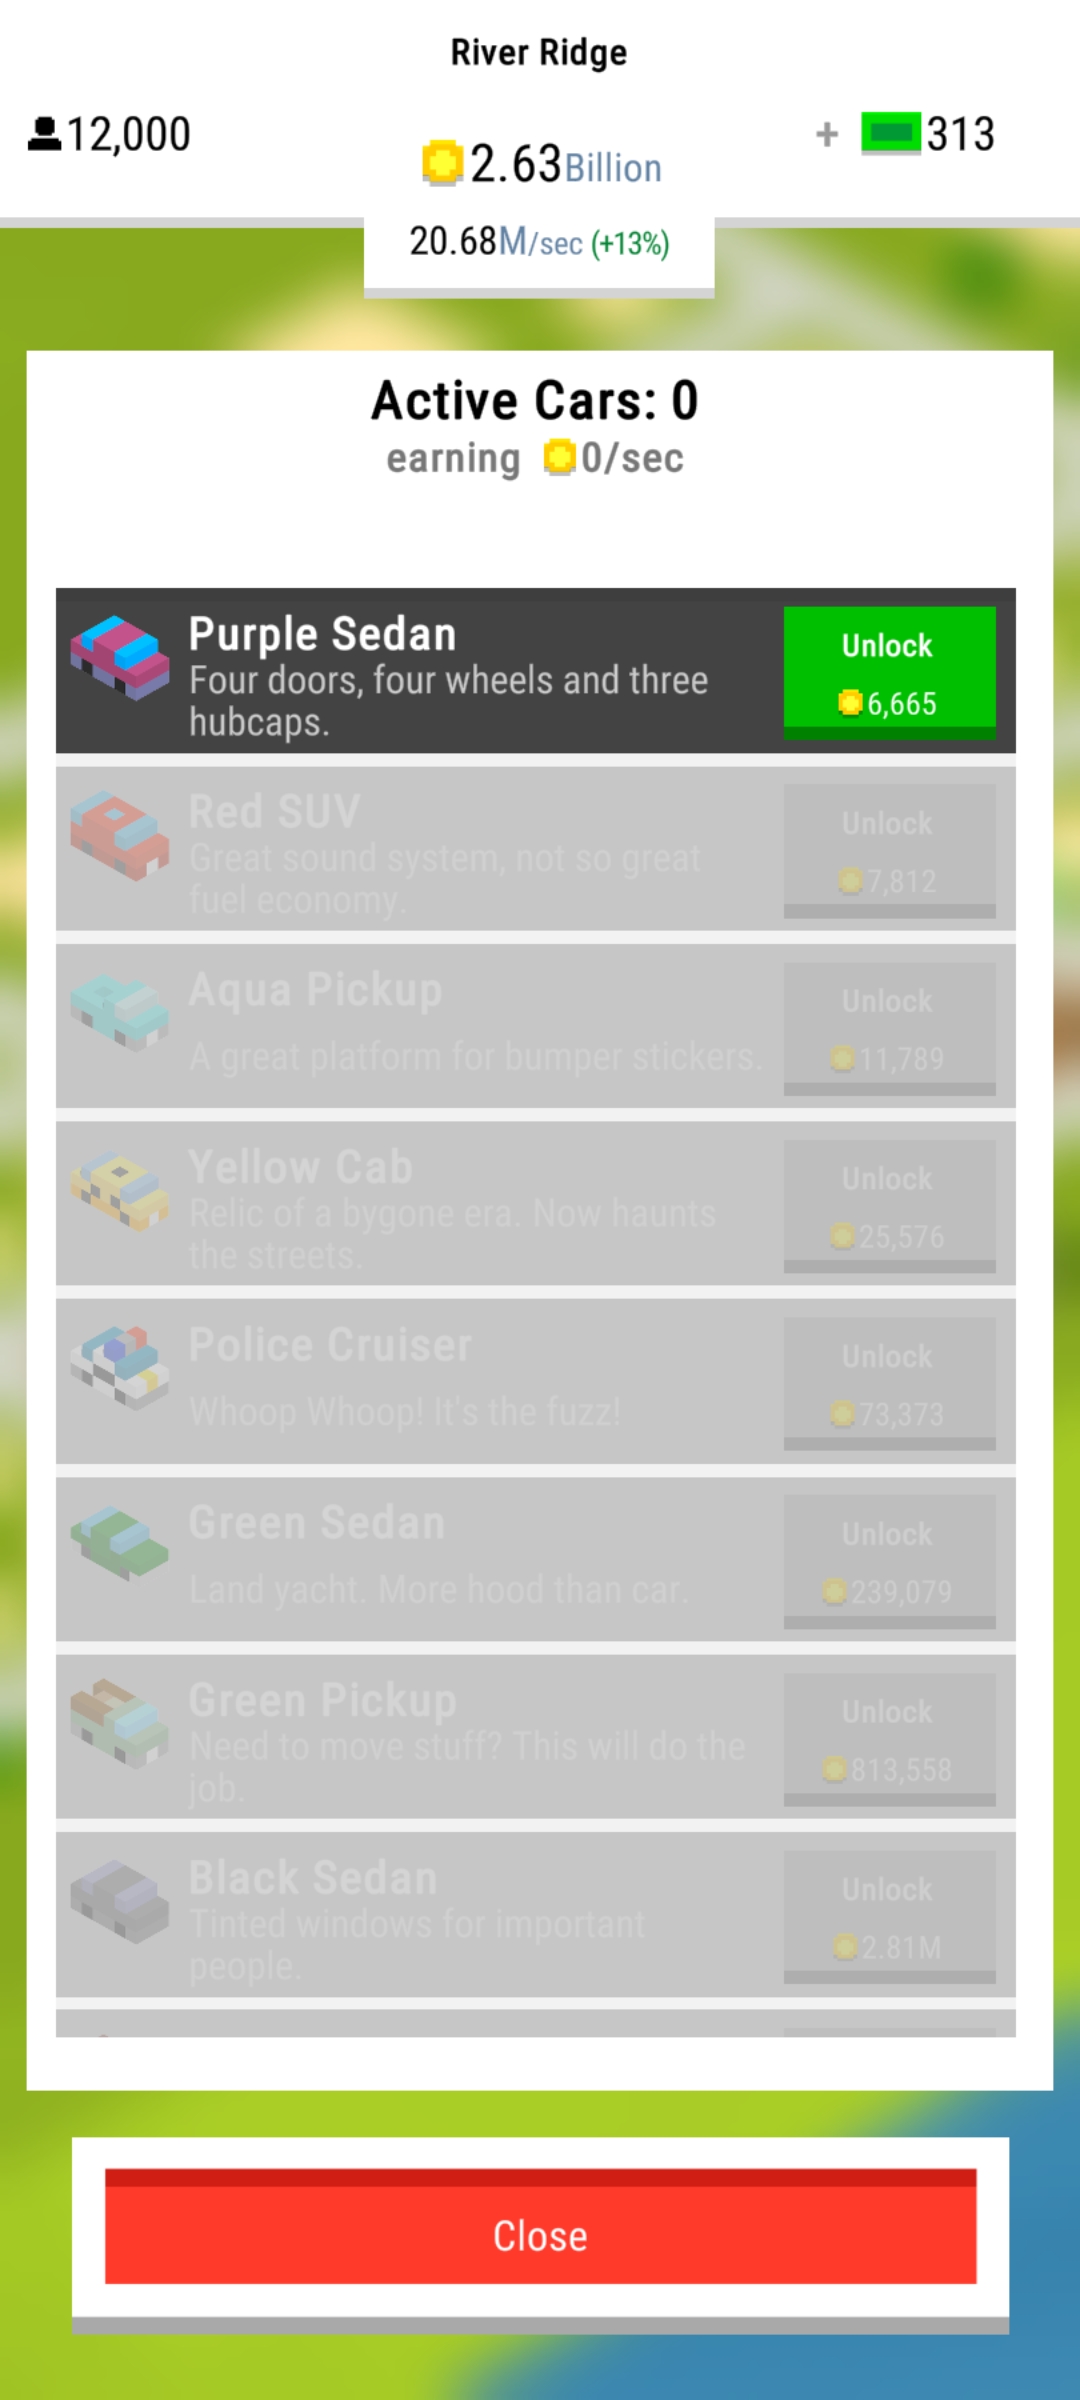 River Ridge
12,000
+ 313
2.63Billion
20.68M/sec (+13%)
Active Cars: 0
earning 0/sec
Purple Sedan
Four doors, four wheels and three
hubcaps.
Unlock
6,665
Red SUV
Great sound system, not so great
fuel economy.
Unlock
7,812
Aqua Pickup
A great platform for bumper stickers.
Unlock
11,789
Yellow Cab
Relic of a bygone era. Now haunts
the streets.
Unlock
25,576
Police Cruiser
Whoop Whoop! It's the fuzz!
Unlock
73,373
Green Sedan
Land yacht. More hood than car.
Unlock
239,079
Green Pickup
Need to move stuff? This will do the
job.
Unlock
813,558
Black Sedan
Tinted windows for important
people.
Unlock
2.81M
Close